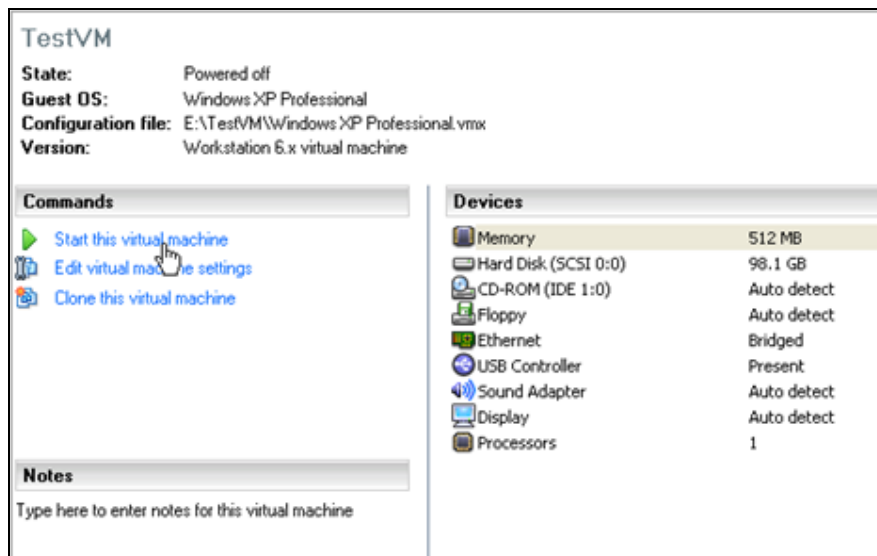 TestVM
State: Powered off
Guest OS: Windows XP Professional
Configuration file: E:\TestVM\Windows XP Professional.vmx
Version: Workstation 6.x virtual machine
Commands
Start this virtual machine
Edit virtual machine settings
Clone this virtual machine
Devices
Memory 512 MB
Hard Disk (SCSI 0:0) 98.1 GB
CD-ROM (IDE 1:0) Auto detect
Floppy Auto detect
Ethernet Bridged
USB Controller Present
Sound Adapter Auto detect
Display Auto detect
Processors 1
Notes
Type here to enter notes for this virtual machine